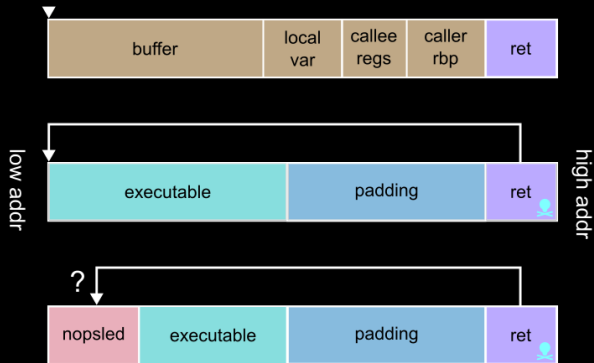 buffer
local
var
callee
regs
caller
rbp
ret
low addr
high addr
executable
padding
ret
?
nopsled
executable
padding
ret